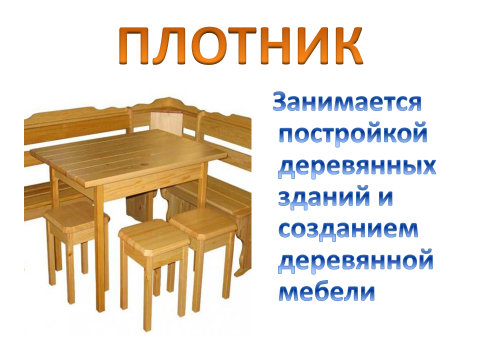 ПЛОТНИК
Занимается
постройкой
деревянных
зданий и
созданием
деревянной
мебели